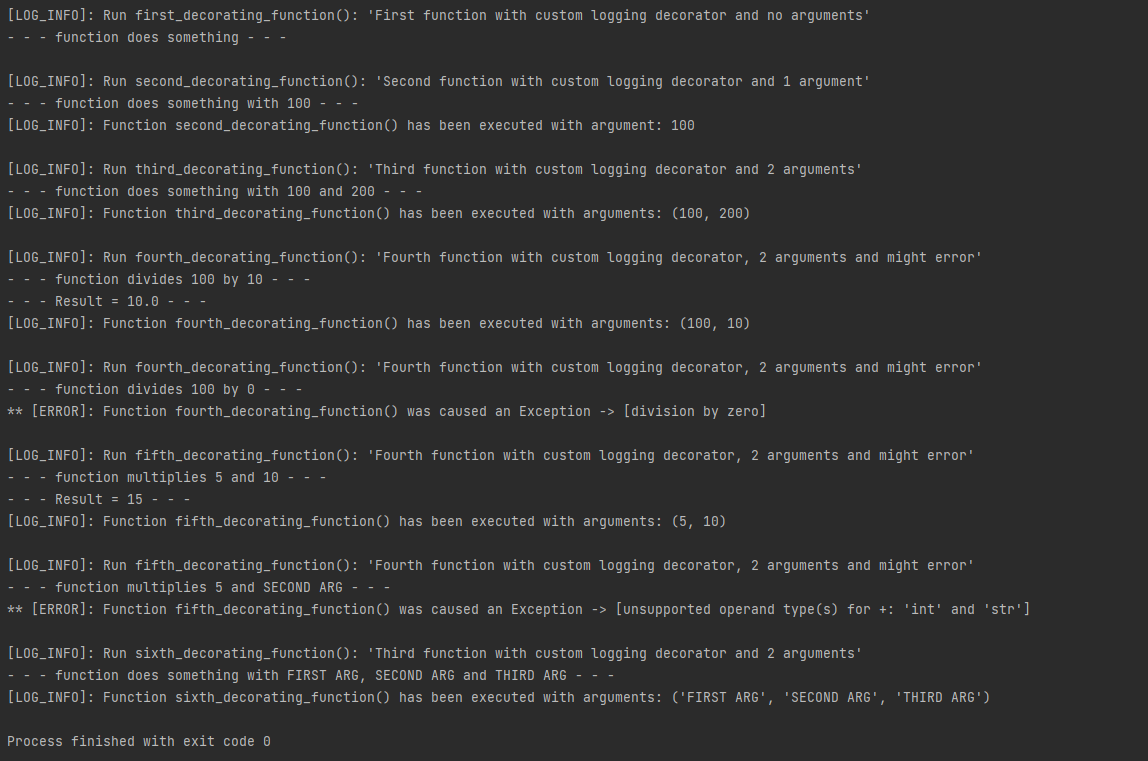 [LOG_INFO]: Run first_decorating_function(): 'First function with custom logging decorator and no arguments'
- - - function does something - - -
[LOG_INFO]: Run second_decorating_function(): 'Second function with custom logging decorator and 1 argument'
- - - function does something with 100 - - -
[LOG_INFO]: Function second_decorating_function() has been executed with argument: 100
[LOG_INFO]: Run third_decorating_function(): 'Third function with custom logging decorator and 2 arguments'
- - - function does something with 100 and 200 - - -
[LOG_INFO]: Function third_decorating_function() has been executed with arguments: (100, 200)
[LOG_INFO]: Run fourth_decorating_function(): 'Fourth function with custom logging decorator, 2 arguments and might error'
- - - function divides 100 by 10 - - -
- - - Result = 10.0 - - -
[LOG_INFO]: Function fourth_decorating_function() has been executed with arguments: (100, 10)
[LOG_INFO]: Run fourth_decorating_function(): 'Fourth function with custom logging decorator, 2 arguments and might error'
- - - function divides 100 by 0 - - -
** [ERROR]: Function fourth_decorating_function() was caused an Exception -> [division by zero]
[LOG_INFO]: Run fifth_decorating_function(): 'Fourth function with custom logging decorator, 2 arguments and might error'
- - - function multiplies 5 and 10 - - -
- - - Result = 15 - - -
[LOG_INFO]: Function fifth_decorating_function() has been executed with arguments: (5, 10)
[LOG_INFO]: Run fifth_decorating_function(): 'Fourth function with custom logging decorator, 2 arguments and might error'
- - - function multiplies 5 and SECOND ARG - - -
** [ERROR]: Function fifth_decorating_function() was caused an Exception -> [unsupported operand type(s) for +: 'int' and 'str']
[LOG_INFO]: Run sixth_decorating_function(): 'Third function with custom logging decorator and 2 arguments'
- - - function does something with FIRST ARG, SECOND ARG and THIRD ARG - - -
[LOG_INFO]: Function sixth_decorating_function() has been executed with arguments: ('FIRST ARG', 'SECOND ARG', 'THIRD ARG')
Process finished with exit code 0